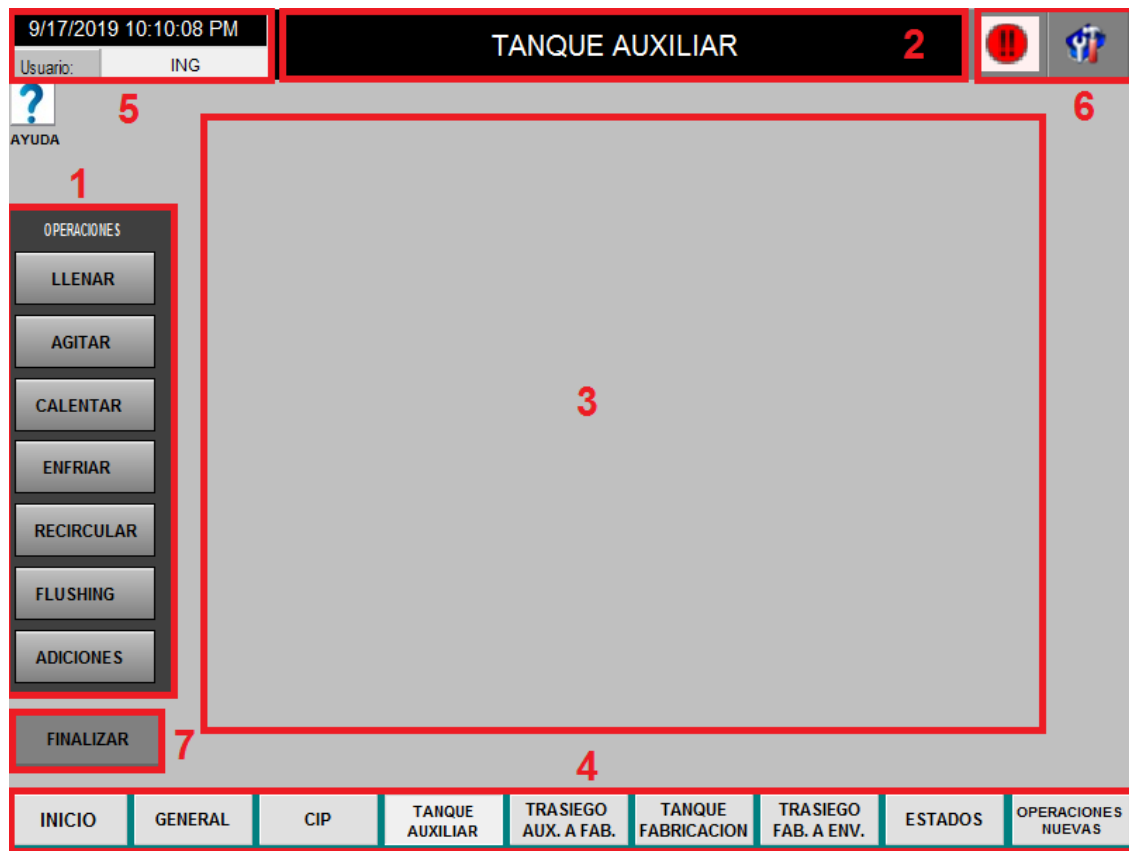 9/17/2019 10:10:08 PM
Usuario: ING
TANQUE AUXILIAR 2
!!
5
6
?
AYUDA
1
OPERACIONES
LLENAR
AGITAR
CALENTAR
3
ENFRIAR
RECIRCULAR
FLUSHING
ADICIONES
FINALIZAR
7
4
INICIO
GENERAL
CIP
TANQUE
AUXILIAR
TRASIEGO
AUX. A FAB.
TANQUE
FABRICACION
TRASIEGO
FAB. A ENV.
ESTADOS
OPERACIONES
NUEVAS